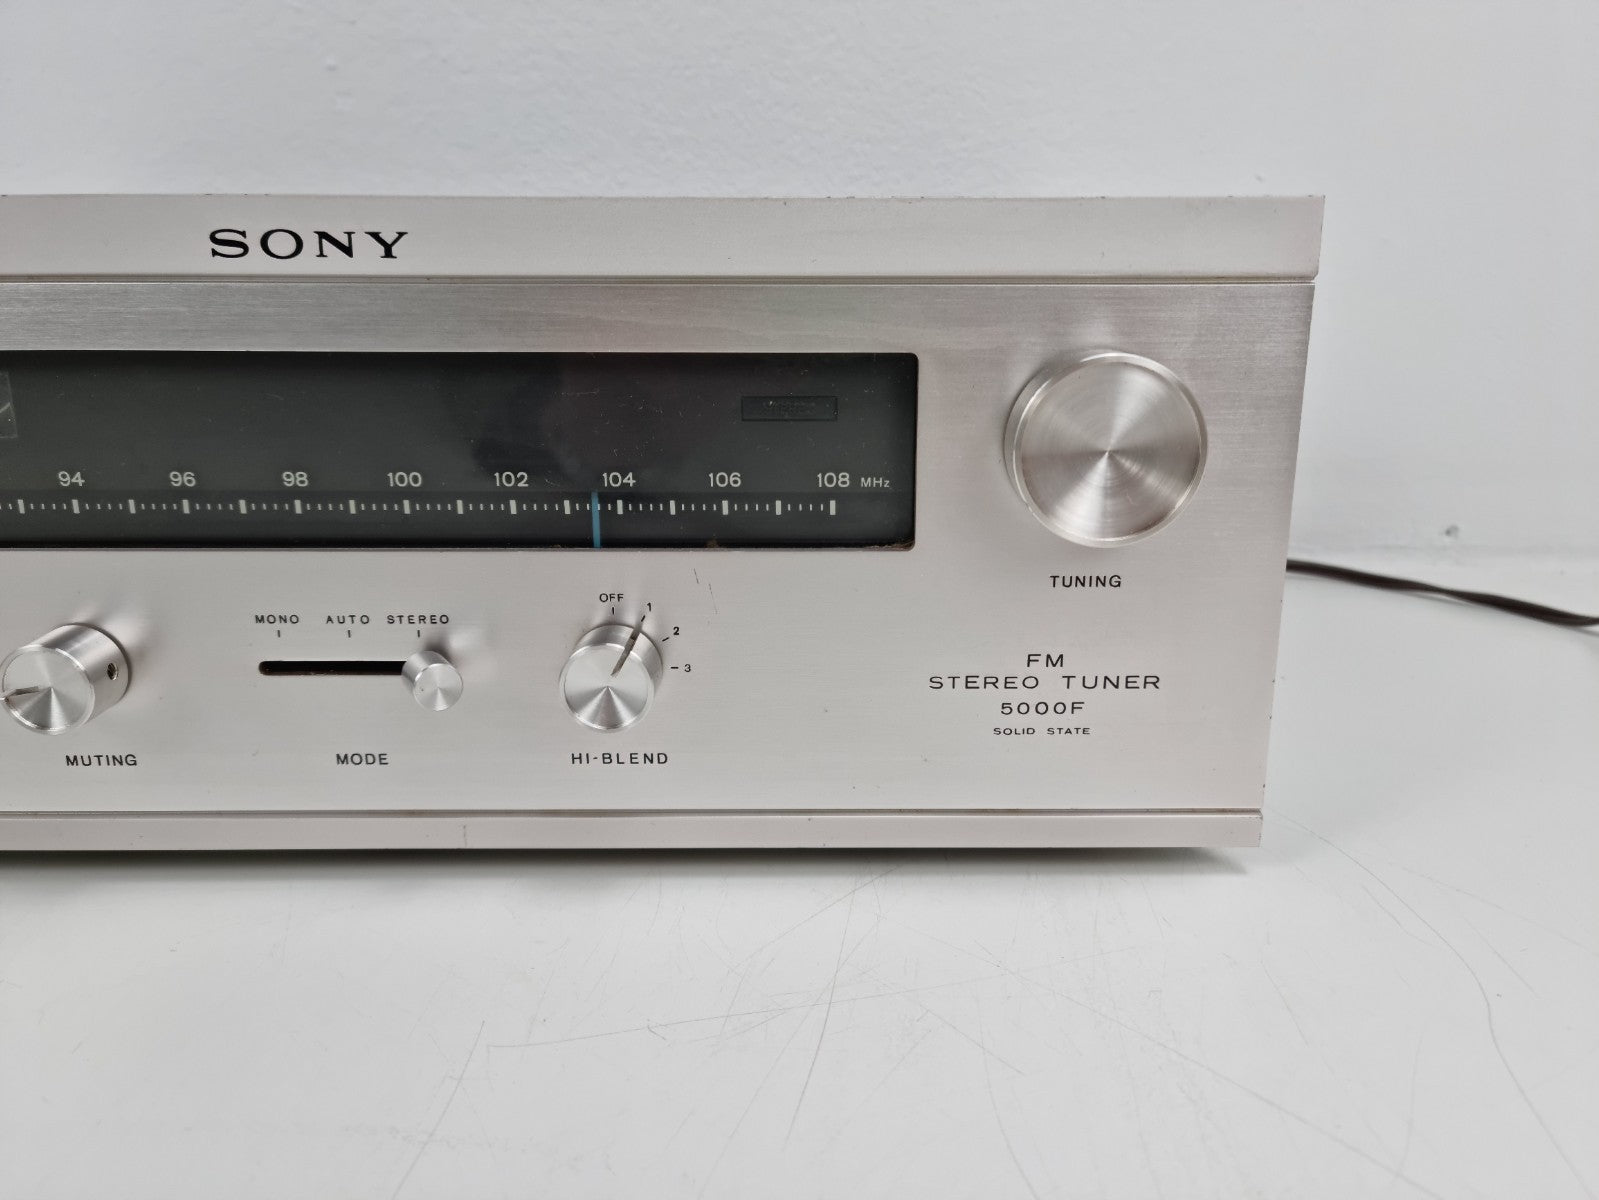 SONY
94 96 98 100 102 104 106 108 MHz
TUNING
MONO AUTO STEREO
OFF 1 2 3
MUTING MODE HI-BLEND
FM
STEREO TUNER
5000F
SOLID STATE